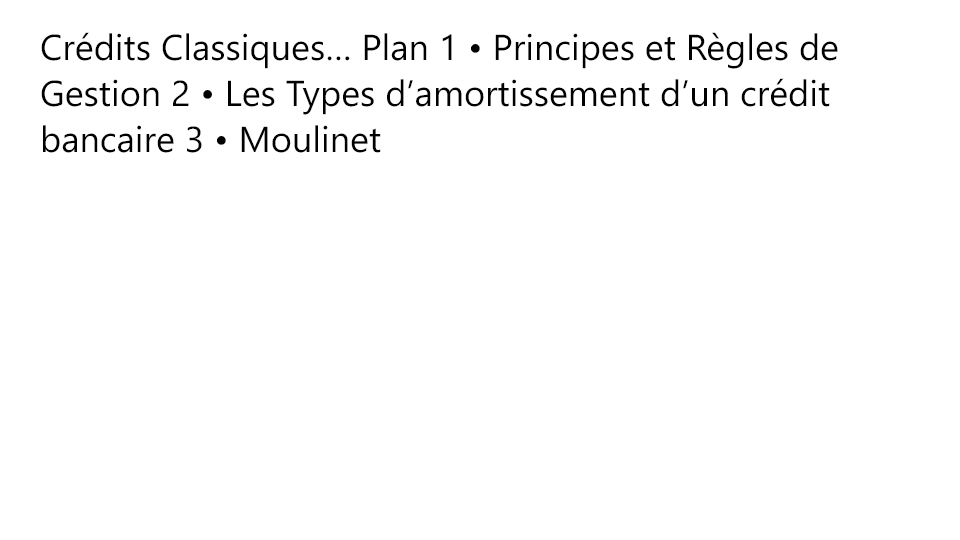 Crédits Classiques… Plan 1 • Principes et Règles de
Gestion 2 • Les Types d’amortissement d’un crédit
bancaire 3 • Moulinet